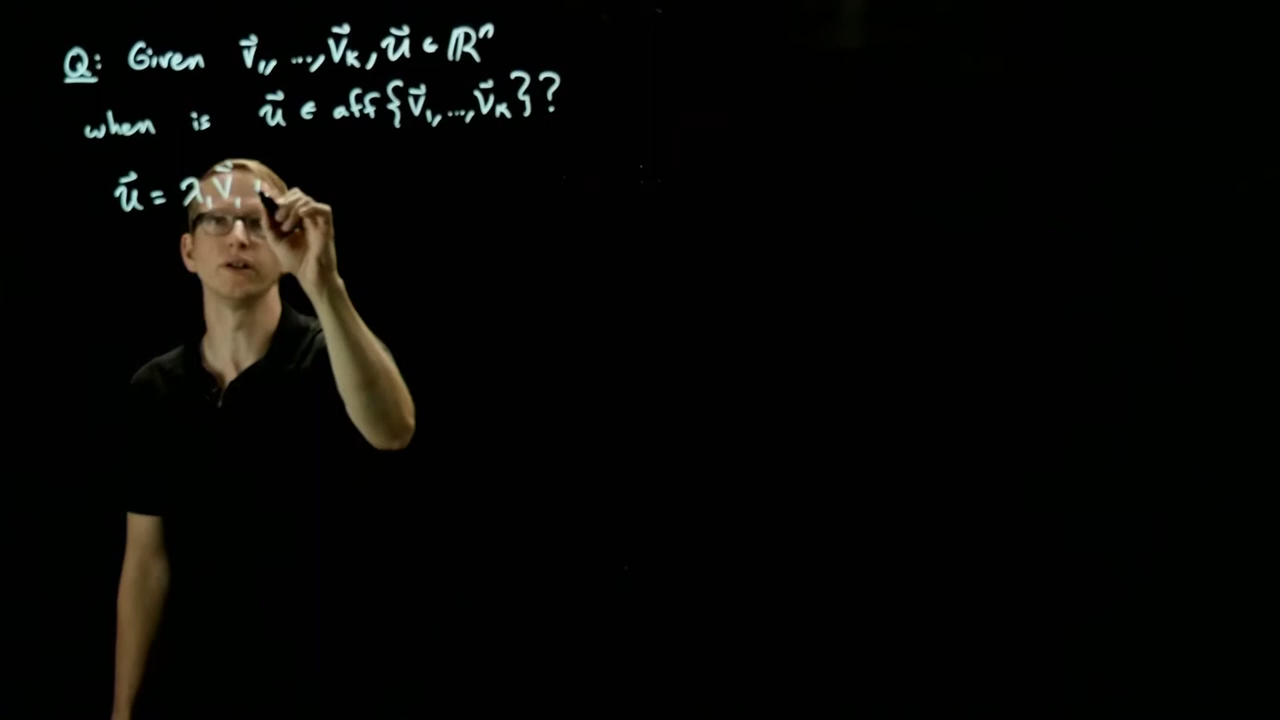 Q: Given v⃗₁, ..., v⃗ₖ, u⃗ ∈ ℝⁿ
when is u⃗ ∈ aff{v⃗₁, ..., v⃗ₖ}?
u⃗ = λ₁v⃗₁